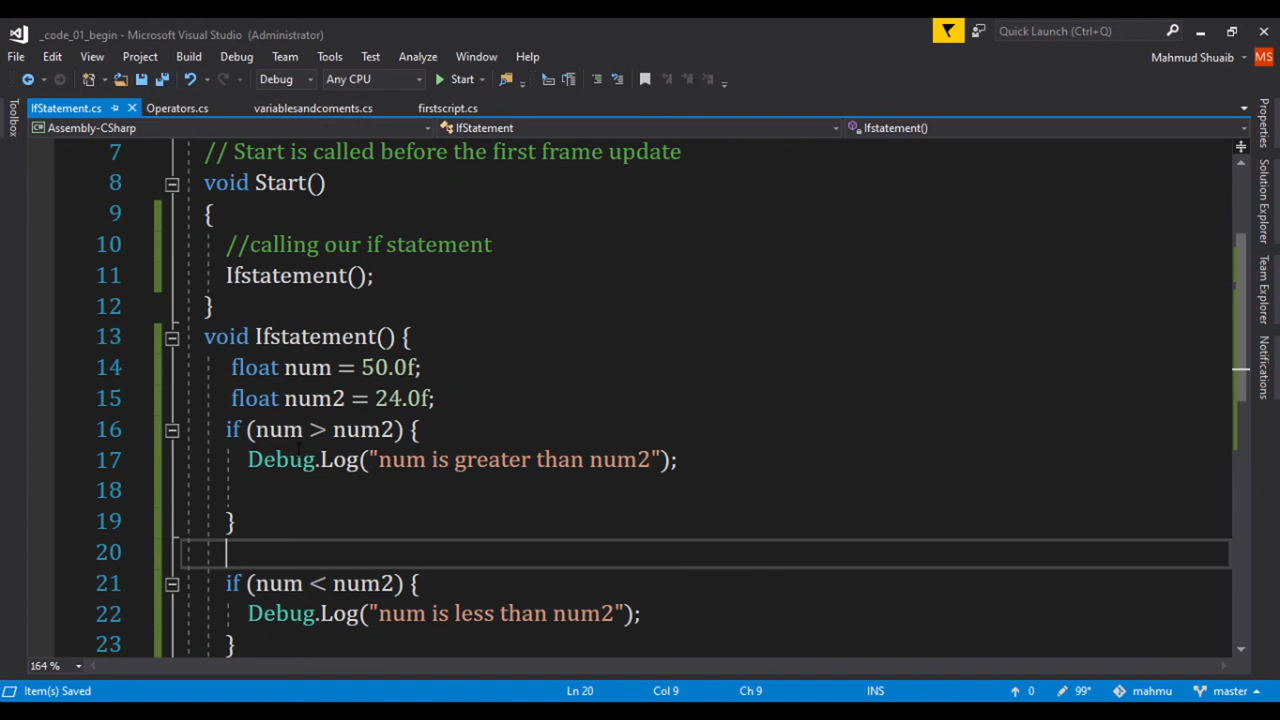 _code_01_begin - Microsoft Visual Studio (Administrator)
Quick Launch (Ctrl+Q)
File Edit View Project Build Debug Team Tools Test Analyze Window Help
Mahmud Shuaib MS
Debug Any CPU Start
IfStatement.cs Operators.cs variablesandcoments.cs firstscript.cs
Assembly-CSharp IfStatement Ifstatement()
Toolbox
Properties
Solution Explorer
Team Explorer
Notifications
7 // Start is called before the first frame update
8 void Start()
9 {
10 //calling our if statement
11 Ifstatement();
12 }
13 void Ifstatement() {
14 float num = 50.0f;
15 float num2 = 24.0f;
16 if (num > num2) {
17 Debug.Log("num is greater than num2");
18
19 }
20
21 if (num < num2) {
22 Debug.Log("num is less than num2");
23 }
164 %
Item(s) Saved Ln 20 Col 9 Ch 9 INS 0 99* mahmu master